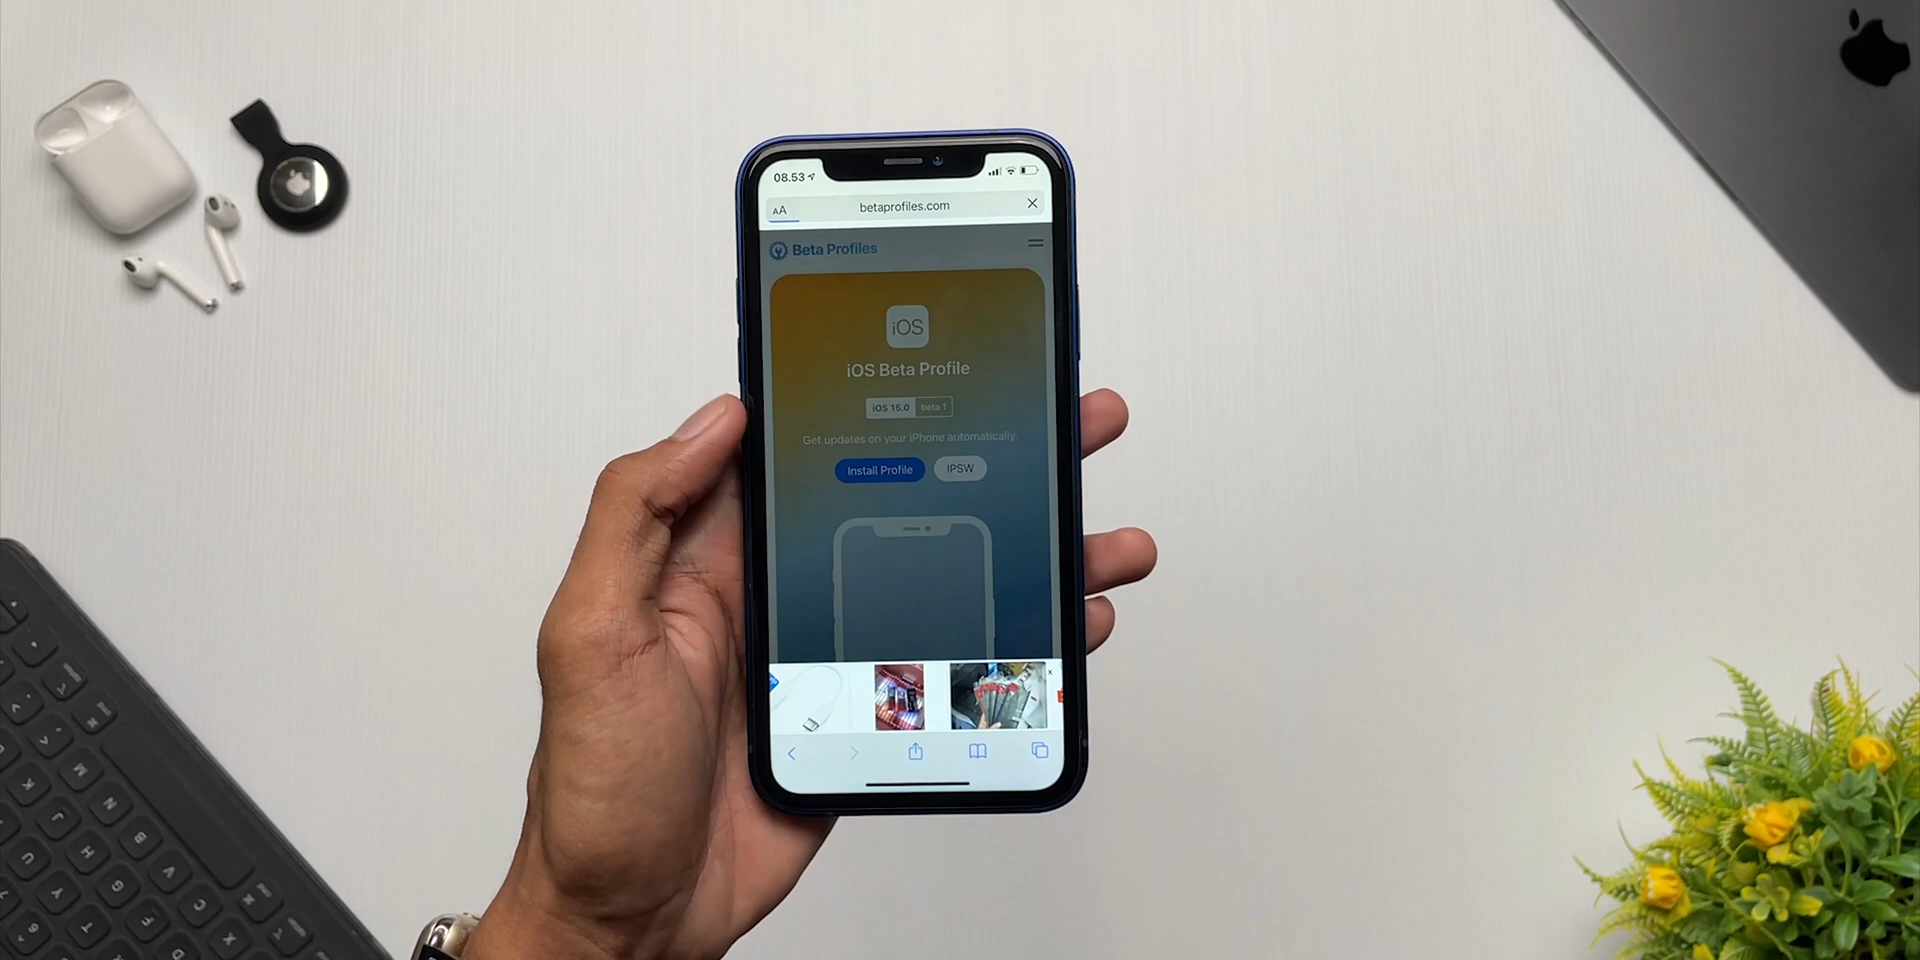 08.53
AA betaprofiles.com
Beta Profiles
iOS
iOS Beta Profile
iOS 15.0 beta 1
Get updates on your iPhone automatically.
Install Profile IPSW